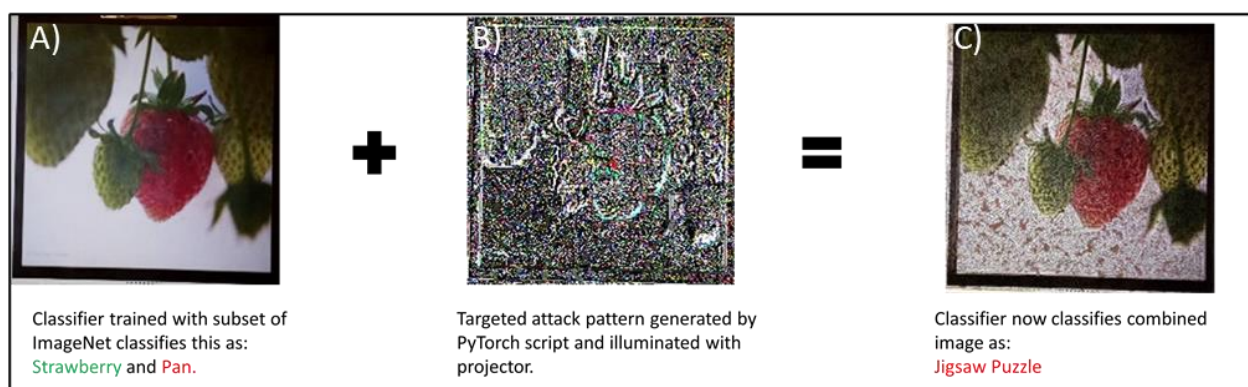 A)
B)
C)
Classifier trained with subset of
ImageNet classifies this as:
Strawberry and Pan.
Targeted attack pattern generated by
PyTorch script and illuminated with
projector.
Classifier now classifies combined
image as:
Jigsaw Puzzle